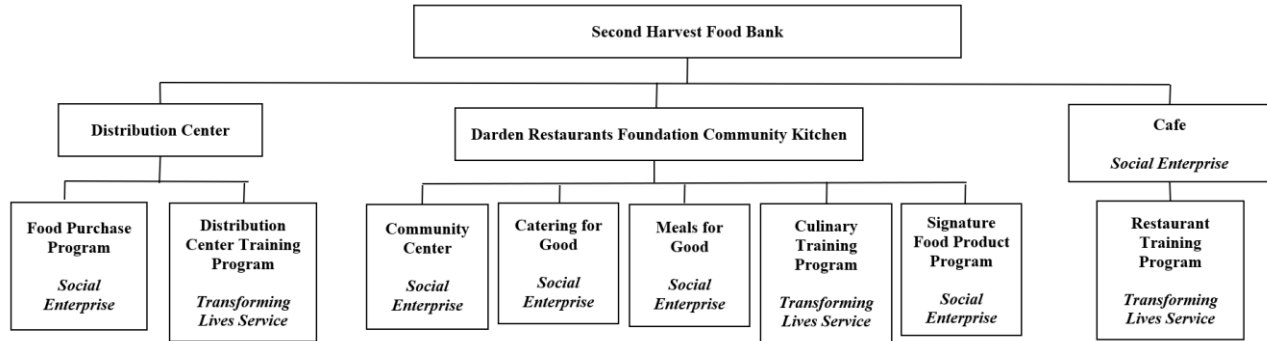 Second Harvest Food Bank
Distribution Center
Darden Restaurants Foundation Community Kitchen
Cafe
Social Enterprise
Food Purchase
Program
Social
Enterprise
Distribution
Center Training
Program
Transforming
Lives Service
Community
Center
Social
Enterprise
Catering for
Good
Social
Enterprise
Meals for
Good
Social
Enterprise
Culinary
Training
Program
Transforming
Lives Service
Signature
Food Product
Program
Social
Enterprise
Restaurant
Training
Program
Transforming
Lives Service